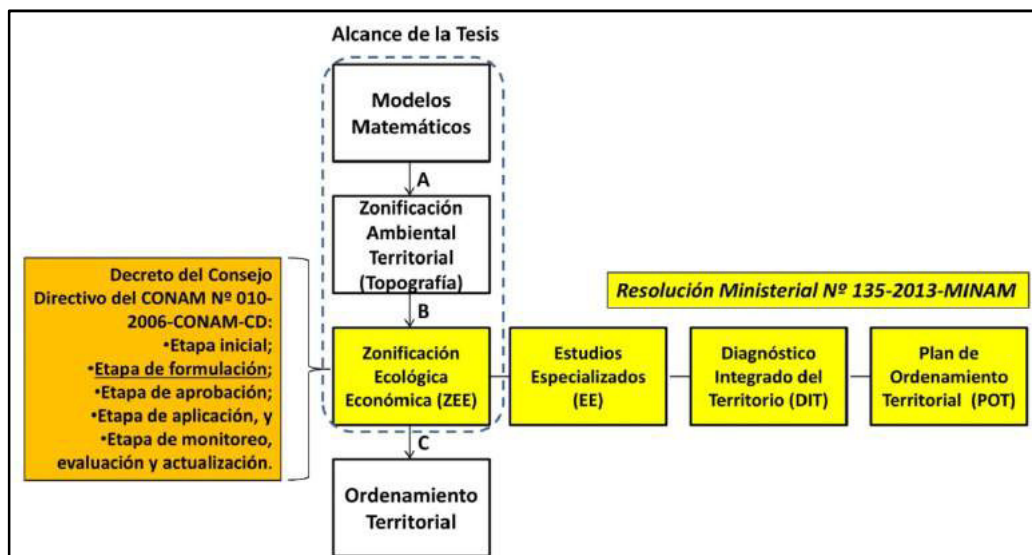 Alcance de la Tesis
Modelos
Matemáticos
A
Zonificación
Ambiental
Territorial
(Topografía)
B
Decreto del Consejo
Directivo del CONAM Nº 010-
2006-CONAM-CD:
•Etapa inicial;
•Etapa de formulación;
•Etapa de aprobación;
•Etapa de aplicación, y
•Etapa de monitoreo,
evaluación y actualización.
Resolución Ministerial Nº 135-2013-MINAM
Zonificación
Ecológica
Económica (ZEE)
Estudios
Especializados
(EE)
Diagnóstico
Integrado del
Territorio (DIT)
Plan de
Ordenamiento
Territorial (POT)
C
Ordenamiento
Territorial